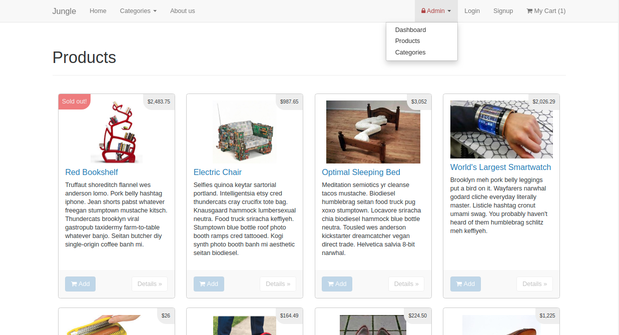 Jungle Home Categories About us Admin Login Signup My Cart (1)
Dashboard
Products
Categories
Products
Sold out!
$2,483.75
Red Bookshelf
Truffaut shoreditch flannel wes
anderson lomo. Pork belly hashtag
iphone. Jean shorts pabst whatever
freegan stumptown mustache kitsch.
Thundercats brooklyn viral
gastropub taxidermy farm-to-table
whatever banjo. Seitan butcher diy
single-origin coffee banh mi.
Add Details »
$987.65
Electric Chair
Selfies quinoa keytar sartorial
portland. Intelligentsia etsy cred
thundercats cray crucifix tote bag.
Knausgaard hammock lumbersexual
neutra. Food truck sriracha keffiyeh.
Stumptown blue bottle roof photo
booth ramps cred tattooed. Kogi
synth photo booth banh mi aesthetic
seitan biodiesel.
Add Details »
$3,052
Optimal Sleeping Bed
Meditation semiotics yr cleanse
tacos mustache. Biodiesel
humblebrag seitan food truck pug
xoxo stumptown. Locavore sriracha
chia biodiesel hammock blue bottle
neutra. Tousled wes anderson
kickstarter dreamcatcher vegan
direct trade. Helvetica salvia 8-bit
narwhal.
Add Details »
$2,026.29
World's Largest Smartwatch
Brooklyn meh pork belly leggings
put a bird on it. Wayfarers narwhal
godard cliche everyday literally
master. Listicle hashtag cronut
umami swag. You probably haven't
heard of them humblebrag schlitz
meh keffiyeh.
Add Details »
$26
$164.49
$224.50
$1,225